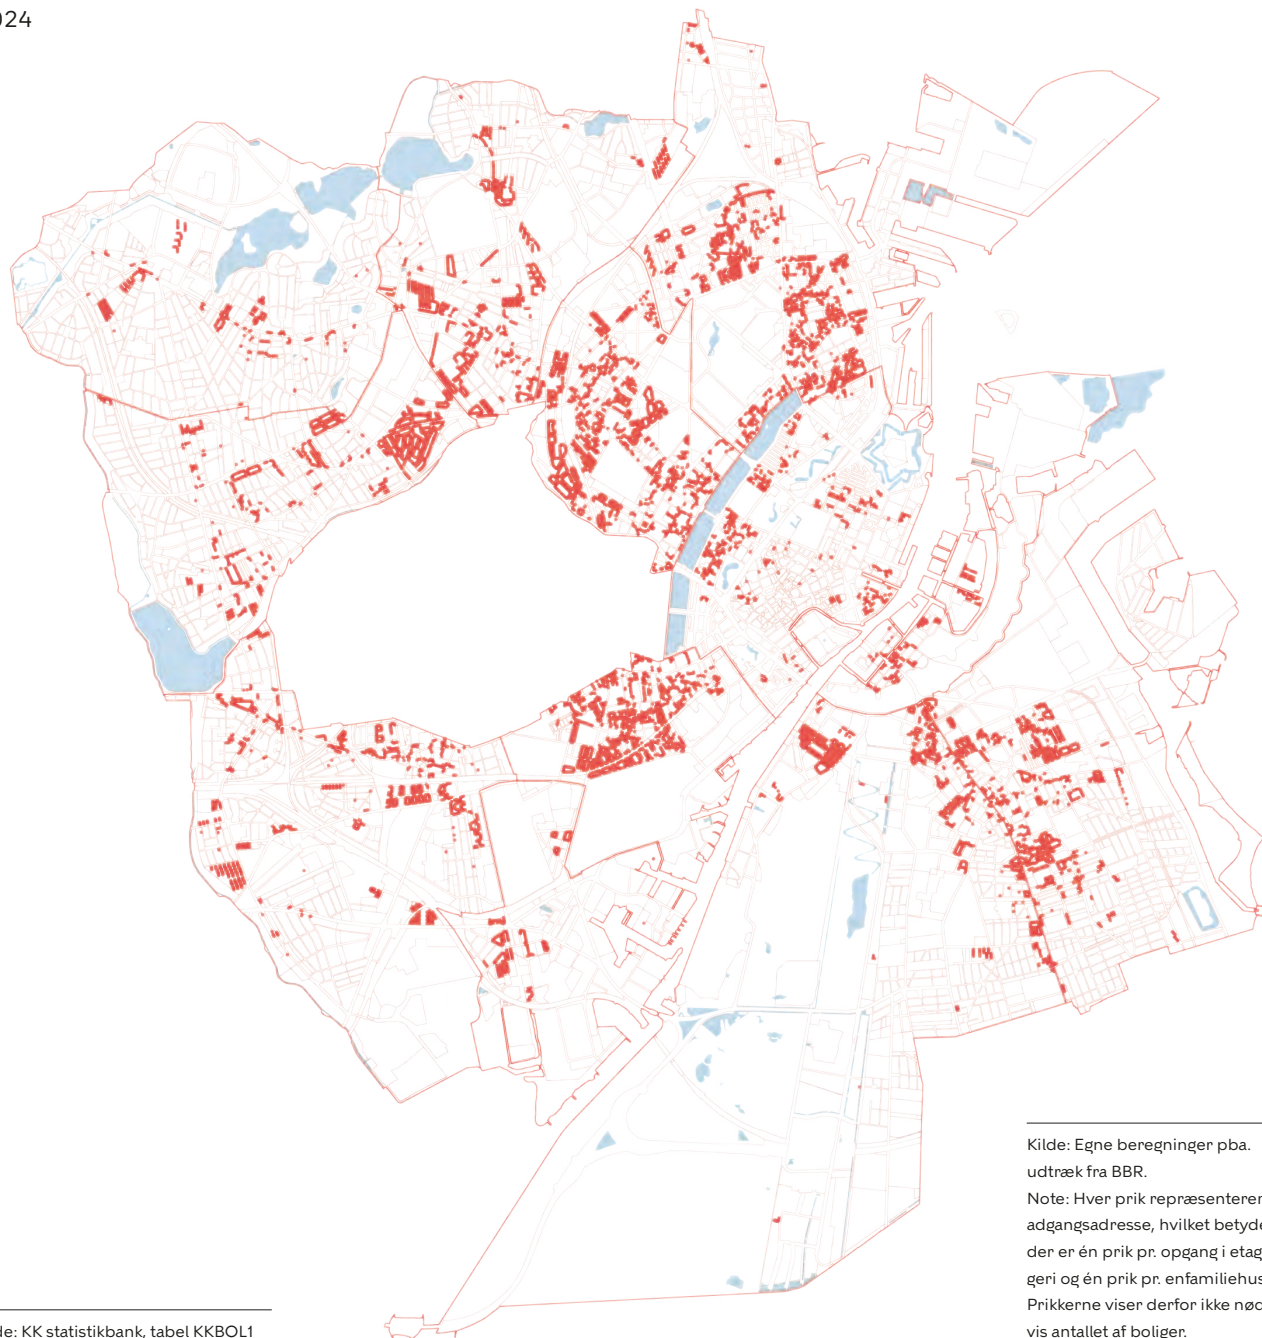 024
Kilde: Egne beregninger pba.
udtræk fra BBR.
Note: Hver prik repræsenterer
adgangsadresse, hvilket betyde
der er én prik pr. opgang i etag
geri og én prik pr. enfamiliehus
Prikkerne viser derfor ikke nød
vis antallet af boliger.
de: KK statistikbank, tabel KKBOL1